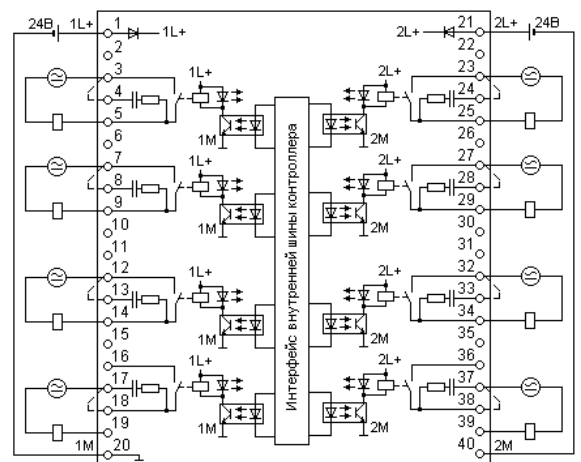 24В 1L+ 1 1L+ 2L+ 21 2L+ 24В
2 22
3 1L+ 2L+ 23
4 24
5 1M 2M 25
6 26
7 1L+ 2L+ 27
8 28
9 1M 2M 29
10 30
11 31
12 1L+ 2L+ 32
13 33
14 1M 2M 34
15 35
16 36
17 1L+ 2L+ 37
18 38
19 1M 2M 39
1M 20 40 2M
Интерфейс внутренней шины контроллера